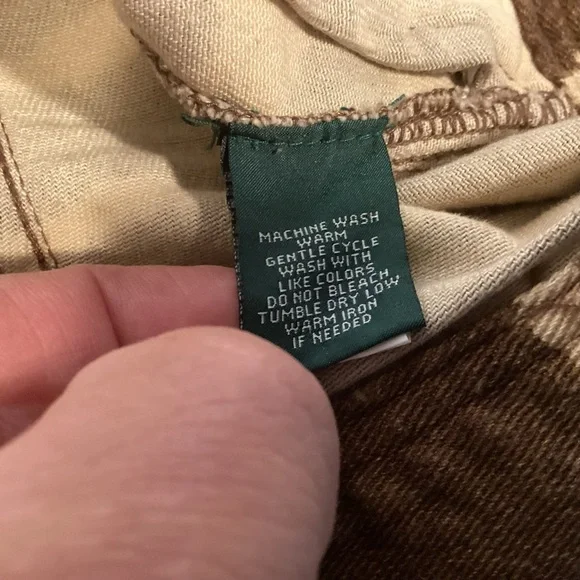 MACHINE WASH
WARM
GENTLE CYCLE
WASH WITH
LIKE COLORS
DO NOT BLEACH
TUMBLE DRY LOW
WARM IRON
IF NEEDED